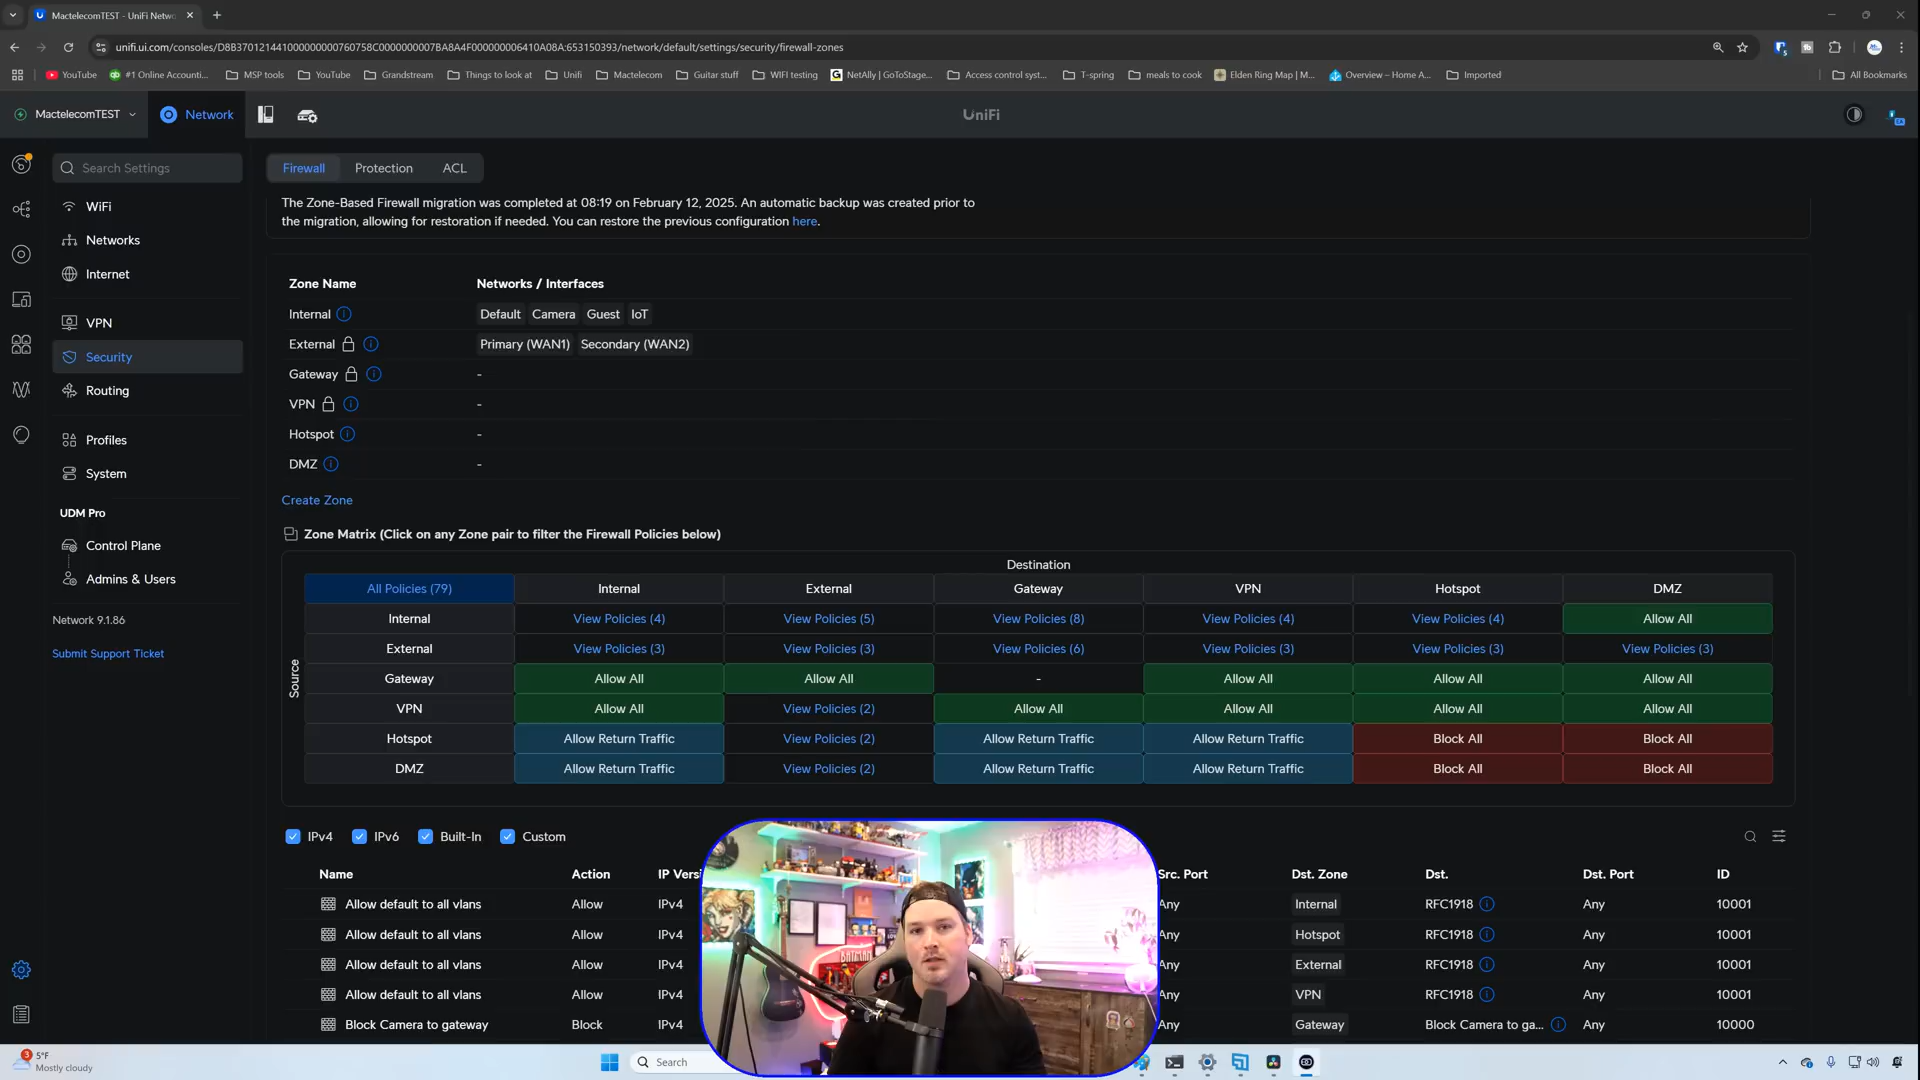 MactelecomTEST - UniFi Netwo
unifi.ui.com/consoles/D8B3701214410000000000760758C0000000007BA8A4F000000006410A08A:653150393/network/default/settings/security/firewall-zones
YouTube
#1 Online Accounti...
MSP tools
YouTube
Grandstream
Things to look at
Unifi
Mactelecom
Guitar stuff
WIFI testing
NetAlly | GoToStage...
Access control syst...
T-spring
meals to cook
Elden Ring Map | M...
Overview – Home A...
Imported
All Bookmarks
MactelecomTEST
Network
UniFi
Search Settings
WiFi
Networks
Internet
VPN
Security
Routing
Profiles
System
UDM Pro
Control Plane
Admins & Users
Network 9.1.86
Submit Support Ticket
Firewall Protection ACL
The Zone-Based Firewall migration was completed at 08:19 on February 12, 2025. An automatic backup was created prior to
the migration, allowing for restoration if needed. You can restore the previous configuration here.
Zone Name Networks / Interfaces
Internal Default Camera Guest IoT
External Primary (WAN1) Secondary (WAN2)
Gateway -
VPN -
Hotspot -
DMZ -
Create Zone
Zone Matrix (Click on any Zone pair to filter the Firewall Policies below)
Destination
Source
All Policies (79) Internal External Gateway VPN Hotspot DMZ
Internal View Policies (4) View Policies (5) View Policies (8) View Policies (4) View Policies (4) Allow All
External View Policies (3) View Policies (3) View Policies (6) View Policies (3) View Policies (3) View Policies (3)
Gateway Allow All Allow All - Allow All Allow All Allow All
VPN Allow All View Policies (2) Allow All Allow All Allow All Allow All
Hotspot Allow Return Traffic View Policies (2) Allow Return Traffic Allow Return Traffic Block All Block All
DMZ Allow Return Traffic View Policies (2) Allow Return Traffic Allow Return Traffic Block All Block All
IPv4 IPv6 Built-In Custom
Name Action IP Versi Src. Port Dst. Zone Dst. Dst. Port ID
Allow default to all vlans Allow IPv4 Any Internal RFC1918 Any 10001
Allow default to all vlans Allow IPv4 Any Hotspot RFC1918 Any 10001
Allow default to all vlans Allow IPv4 Any External RFC1918 Any 10001
Allow default to all vlans Allow IPv4 Any VPN RFC1918 Any 10001
Block Camera to gateway Block IPv4 Any Gateway Block Camera to ga... Any 10000
BATMAN
3
5°F
Mostly cloudy
Search